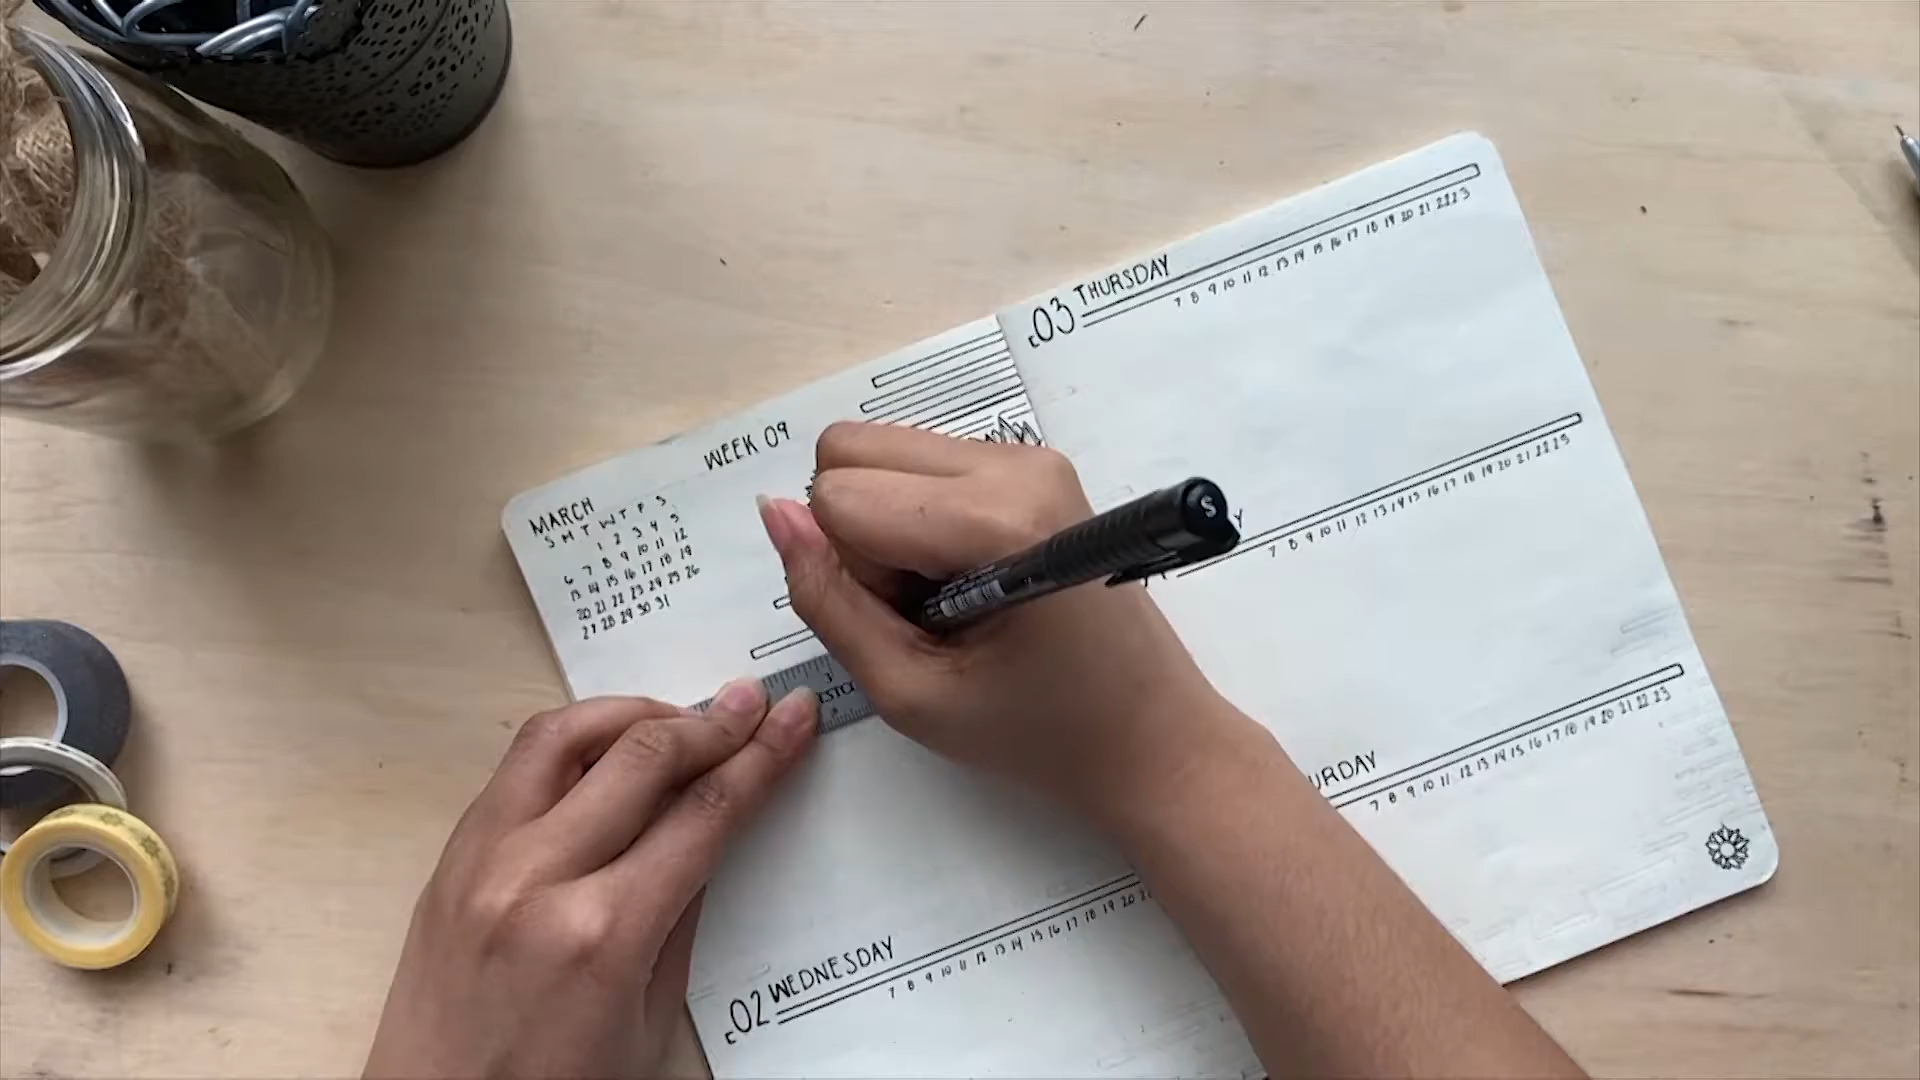 WEEK 09
MARCH
S M T W T F S
1 2 3 4 5
6 7 8 9 10 11 12
13 14 15 16 17 18 19
20 21 22 23 24 25 26
27 28 29 30 31
3
02 WEDNESDAY
7 8 9 10 11 12 13 14 15 16 17 18 19 20 21
03 THURSDAY
7 8 9 10 11 12 13 14 15 16 17 18 19 20 21 22 23
Y
7 8 9 10 11 12 13 14 15 16 17 18 19 20 21 22 23
URDAY
7 8 9 10 11 12 13 14 15 16 17 18 19 20 21 22 23
S